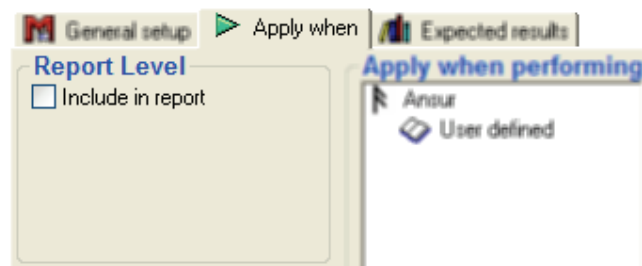 General setup Apply when Expected results
Report Level Apply when performing
Include in report Ansur
User defined